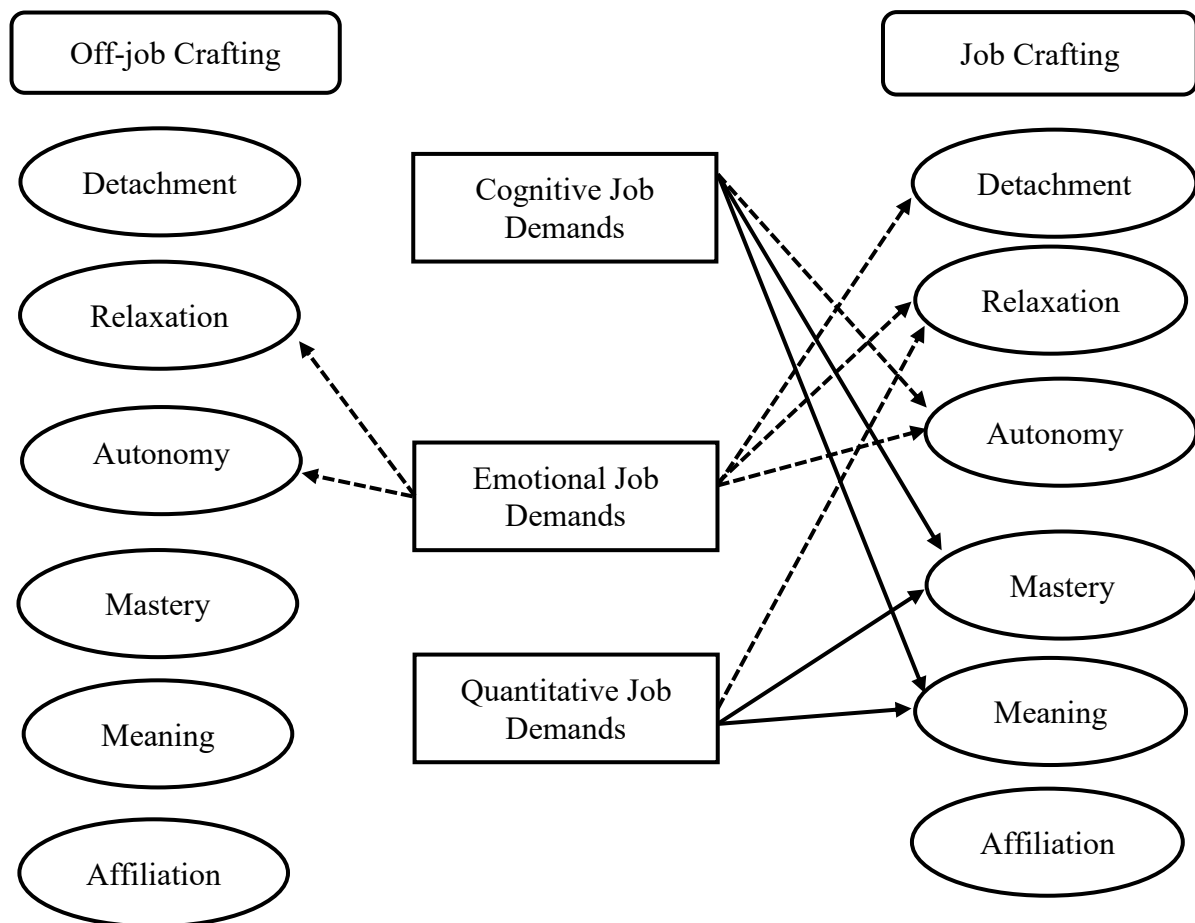 Off-job Crafting
Job Crafting
Detachment
Cognitive Job
Demands
Detachment
Relaxation
Relaxation
Autonomy
Emotional Job
Demands
Autonomy
Mastery
Mastery
Meaning
Quantitative Job
Demands
Meaning
Affiliation
Affiliation